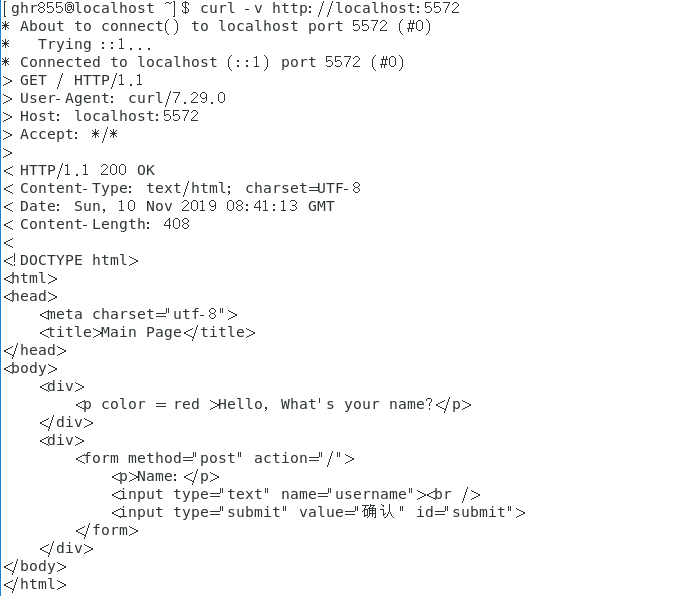 [ghr855@localhost ~]$ curl -v http://localhost:5572
* About to connect() to localhost port 5572 (#0)
*   Trying ::1...
* Connected to localhost (::1) port 5572 (#0)
> GET / HTTP/1.1
> User-Agent: curl/7.29.0
> Host: localhost:5572
> Accept: */*
>
< HTTP/1.1 200 OK
< Content-Type: text/html; charset=UTF-8
< Date: Sun, 10 Nov 2019 08:41:13 GMT
< Content-Length: 408
<
<!DOCTYPE html>
<html>
<head>
    <meta charset="utf-8">
    <title>Main Page</title>
</head>
<body>
    <div>
        <p color = red >Hello, What's your name?</p>
    </div>
    <div>
        <form method="post" action="/">
            <p>Name:</p>
            <input type="text" name="username"><br />
            <input type="submit" value="确认" id="submit">
        </form>
    </div>
</body>
</html>